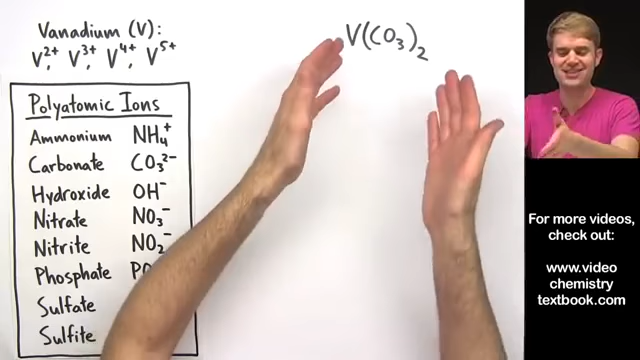 Vanadium (V):
V²⁺, V³⁺, V⁴⁺, V⁵⁺
Polyatomic Ions
Ammonium NH₄⁺
Carbonate CO₃²⁻
Hydroxide OH⁻
Nitrate NO₃⁻
Nitrite NO₂⁻
Phosphate PO
Sulfate
Sulfite
V(CO₃)₂
For more videos,
check out:
www.video
chemistry
textbook.com